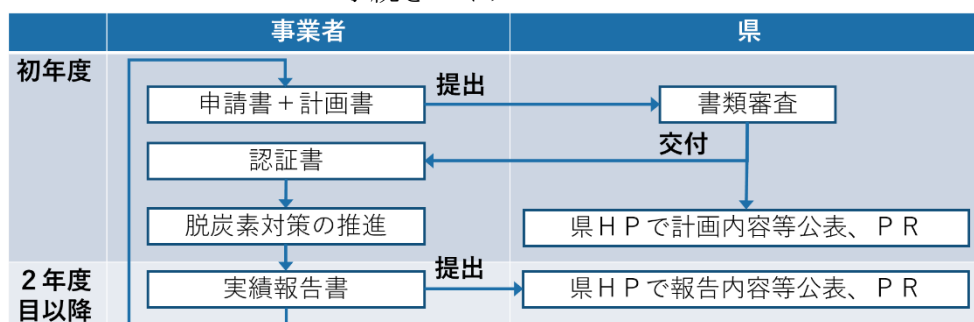 事業者
県
初年度
申請書＋計画書
提出
書類審査
交付
認証書
脱炭素対策の推進
県ＨＰで計画内容等公表、ＰＲ
２年度
目以降
実績報告書
提出
県ＨＰで報告内容等公表、ＰＲ